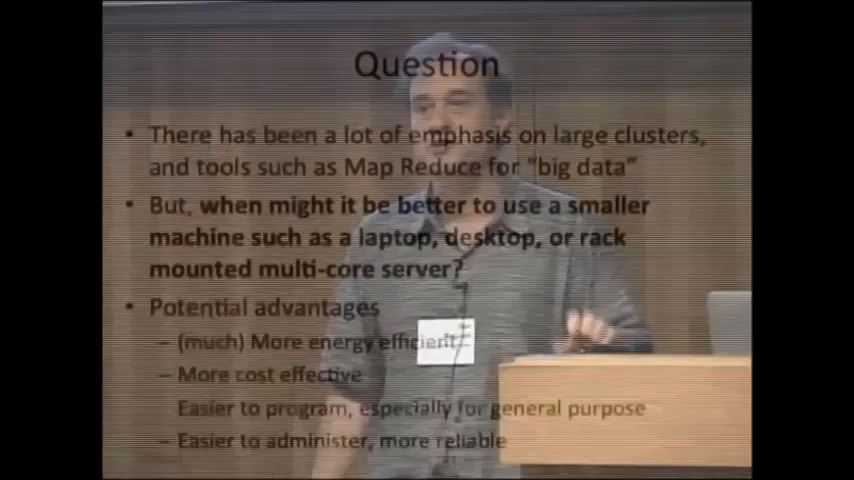 Question
• There has been a lot of emphasis on large clusters,
and tools such as Map Reduce for "big data"
• But, when might it be better to use a smaller
machine such as a laptop, desktop, or rack
mounted multi-core server?
• Potential advantages
– (much) More energy efficient
– More cost effective
Easier to program, especially for general purpose
– Easier to administer, more reliable